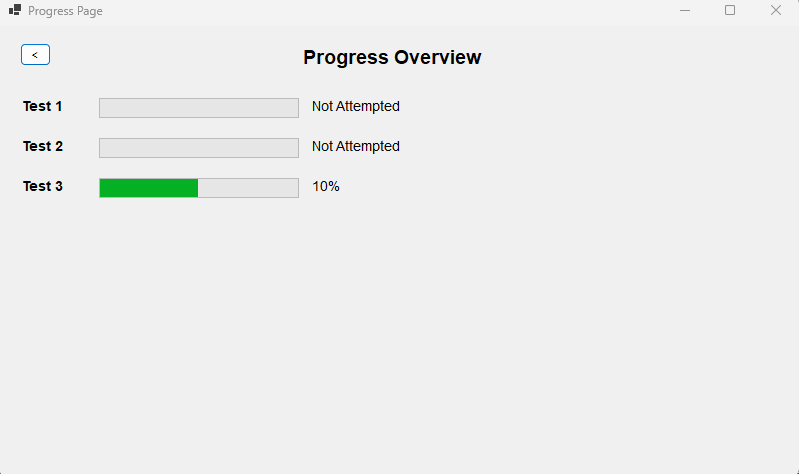 Progress Page
<
Progress Overview
Test 1 Not Attempted
Test 2 Not Attempted
Test 3 10%